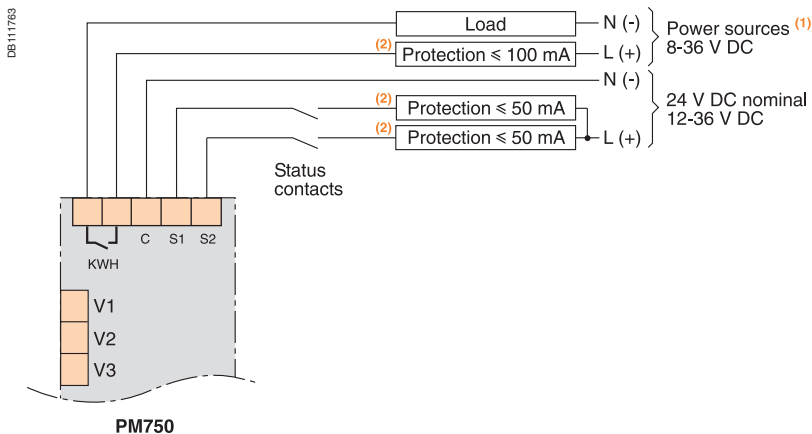 DB111763
Load
N (-)
Power sources (1)
8-36 V DC
(2)
Protection ⩽ 100 mA
L (+)
N (-)
(2)
Protection ⩽ 50 mA
24 V DC nominal
12-36 V DC
(2)
Protection ⩽ 50 mA
L (+)
Status
contacts
C
S1
S2
KWH
V1
V2
V3
PM750